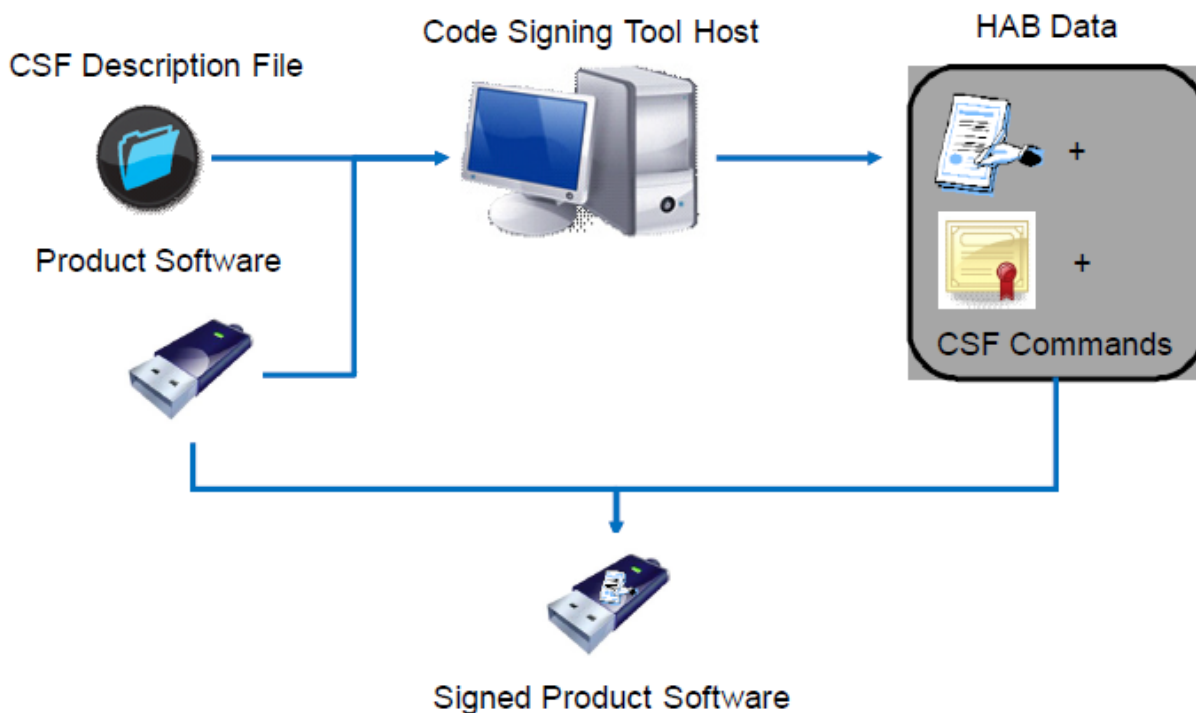 Code Signing Tool Host
HAB Data
CSF Description File
+
Product Software
+
CSF Commands
Signed Product Software